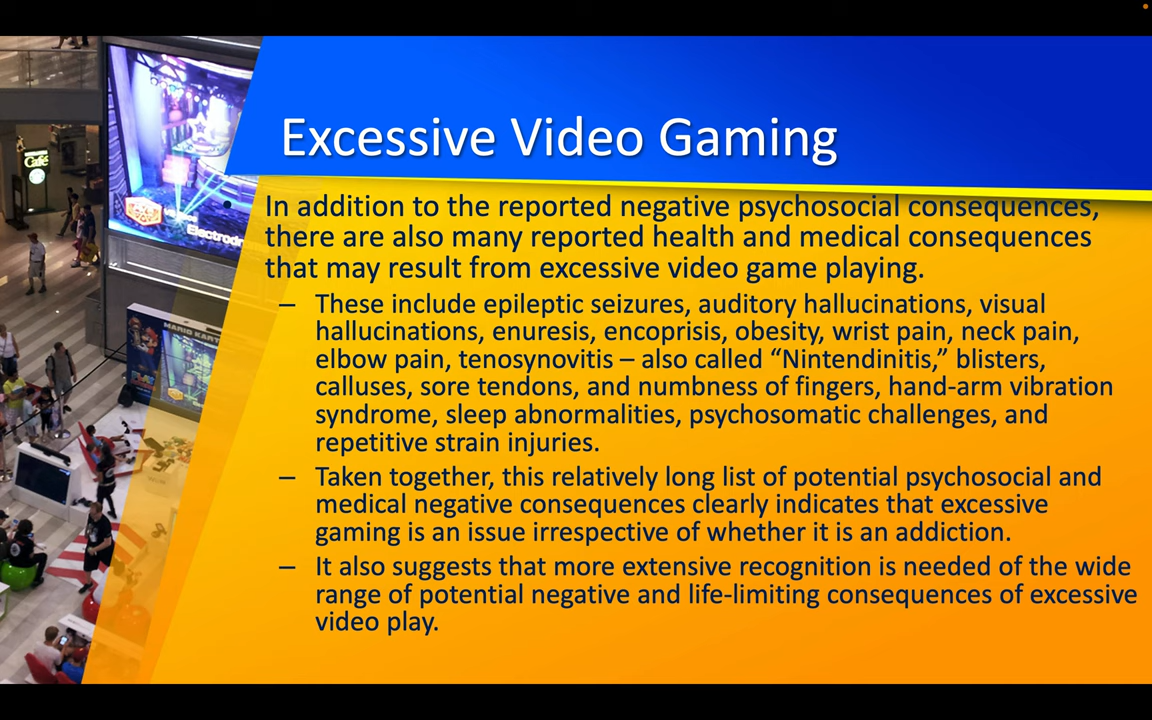 Excessive Video Gaming
Café
Electrodr
MARIO KART
• In addition to the reported negative psychosocial consequences,
there are also many reported health and medical consequences
that may result from excessive video game playing.
– These include epileptic seizures, auditory hallucinations, visual
hallucinations, enuresis, encoprisis, obesity, wrist pain, neck pain,
elbow pain, tenosynovitis – also called “Nintendinitis,” blisters,
calluses, sore tendons, and numbness of fingers, hand-arm vibration
syndrome, sleep abnormalities, psychosomatic challenges, and
repetitive strain injuries.
– Taken together, this relatively long list of potential psychosocial and
medical negative consequences clearly indicates that excessive
gaming is an issue irrespective of whether it is an addiction.
– It also suggests that more extensive recognition is needed of the wide
range of potential negative and life-limiting consequences of excessive
video play.